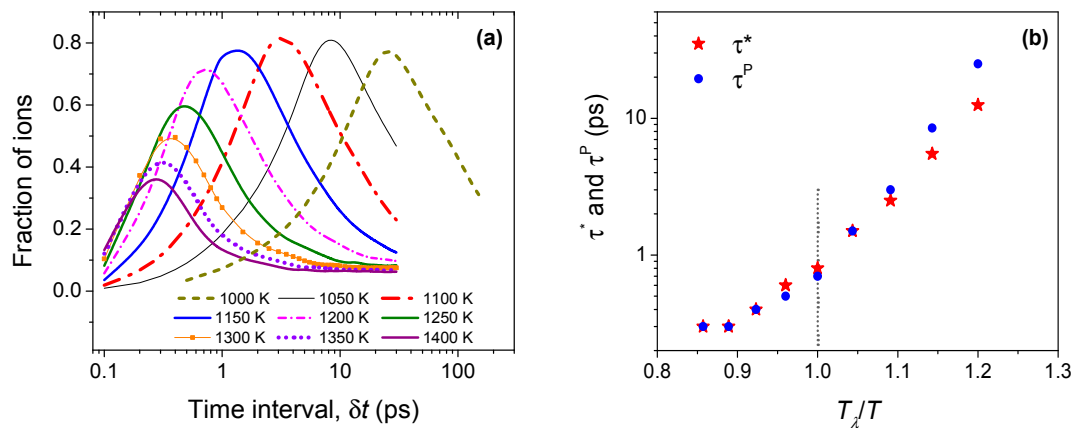 (a)
Fraction of ions
0.8
0.6
0.4
0.2
0.0
1000 K 1050 K 1100 K
1150 K 1200 K 1250 K
1300 K 1350 K 1400 K
0.1 1 10 100
Time interval, δt (ps)
(b)
τ* and τᴾ (ps)
τ*
τᴾ
10
1
0.8 0.9 1.0 1.1 1.2 1.3
T_λ/T